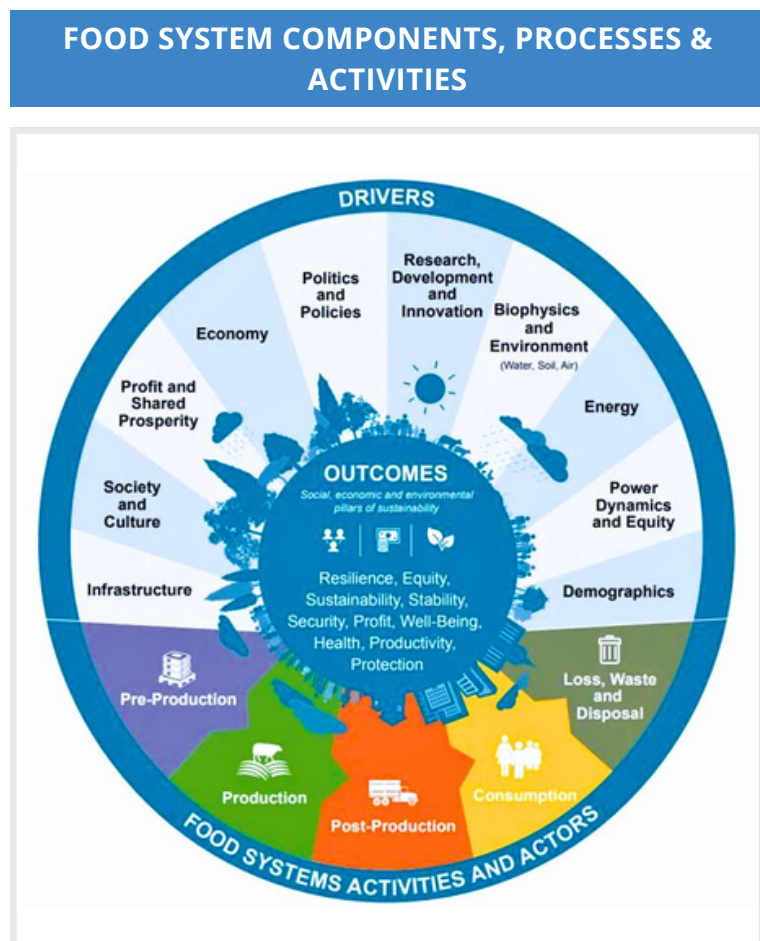 FOOD SYSTEM COMPONENTS, PROCESSES &
ACTIVITIES
DRIVERS
Infrastructure
Society
and
Culture
Profit and
Shared
Prosperity
Economy
Politics
and
Policies
Research,
Development
and
Innovation
Biophysics
and
Environment
(Water, Soil, Air)
Energy
Power
Dynamics
and Equity
Demographics
OUTCOMES
Social, economic and environmental
pillars of sustainability
Resilience, Equity,
Sustainability, Stability,
Security, Profit, Well-Being,
Health, Productivity,
Protection
Pre-Production
Production
Post-Production
Consumption
Loss, Waste
and
Disposal
FOOD SYSTEMS ACTIVITIES AND ACTORS